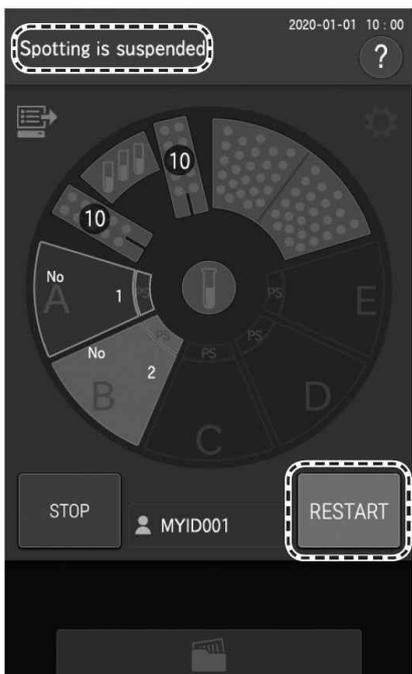 2020-01-01 10:00
Spotting is suspended
?
10
10
No
A
1
PS
PS
E
No
B
2
PS
PS
PS
D
C
STOP
MYID001
RESTART